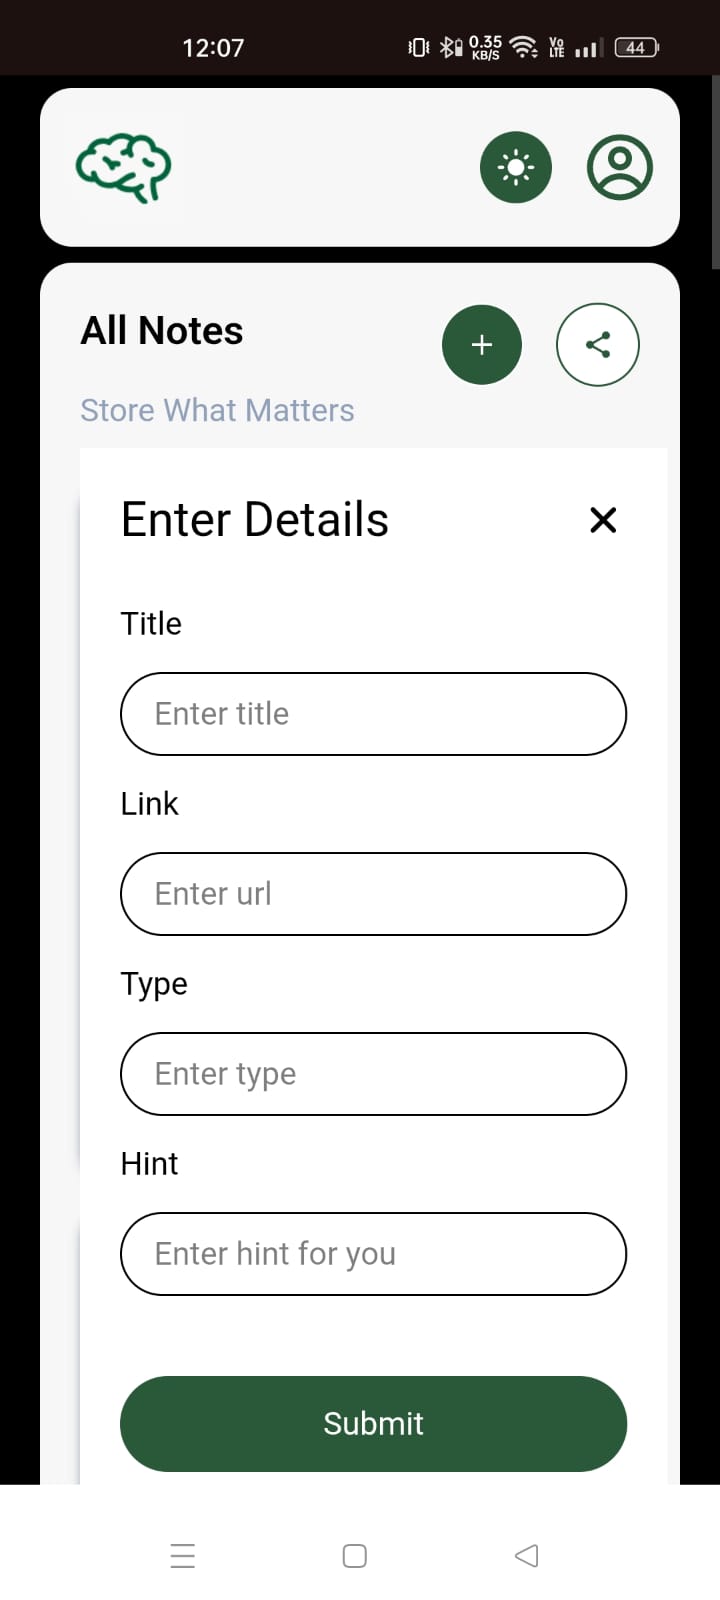 12:07
0.35
KB/S
Vo
LTE
44
All Notes
Store What Matters
Enter Details
Title
Enter title
Link
Enter url
Type
Enter type
Hint
Enter hint for you
Submit